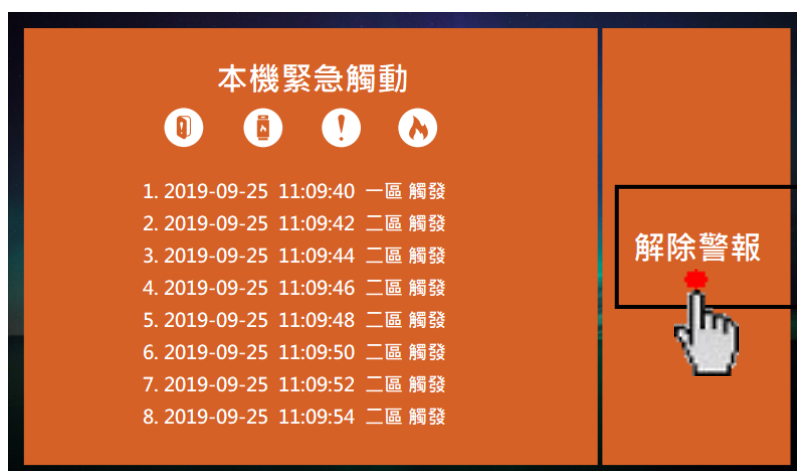 本機緊急觸動
1. 2019-09-25 11:09:40 一區 觸發
2. 2019-09-25 11:09:42 二區 觸發
3. 2019-09-25 11:09:44 二區 觸發
4. 2019-09-25 11:09:46 二區 觸發
5. 2019-09-25 11:09:48 二區 觸發
6. 2019-09-25 11:09:50 二區 觸發
7. 2019-09-25 11:09:52 二區 觸發
8. 2019-09-25 11:09:54 二區 觸發
解除警報